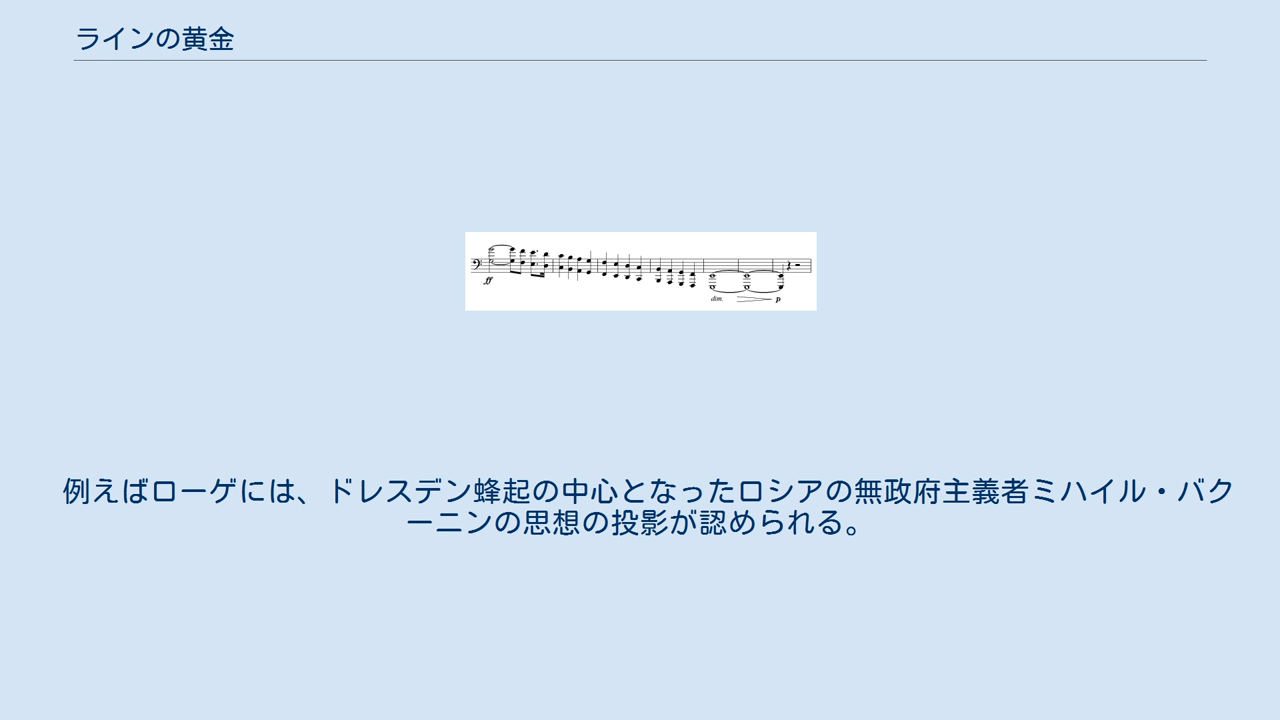 ラインの黄金
ff
dim.
p
例えばローゲには、ドレスデン蜂起の中心となったロシアの無政府主義者ミハイル・バク
ーニンの思想の投影が認められる。